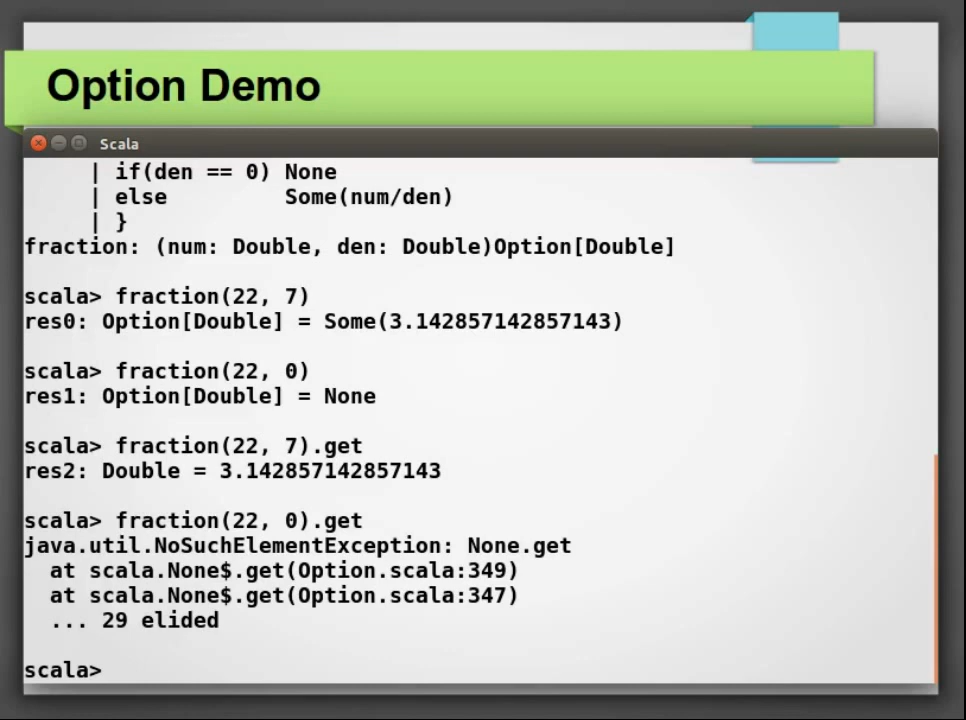 Option Demo
Scala
| if(den == 0) None
| else         Some(num/den)
| }
fraction: (num: Double, den: Double)Option[Double]
scala> fraction(22, 7)
res0: Option[Double] = Some(3.142857142857143)
scala> fraction(22, 0)
res1: Option[Double] = None
scala> fraction(22, 7).get
res2: Double = 3.142857142857143
scala> fraction(22, 0).get
java.util.NoSuchElementException: None.get
  at scala.None$.get(Option.scala:349)
  at scala.None$.get(Option.scala:347)
  ... 29 elided
scala>